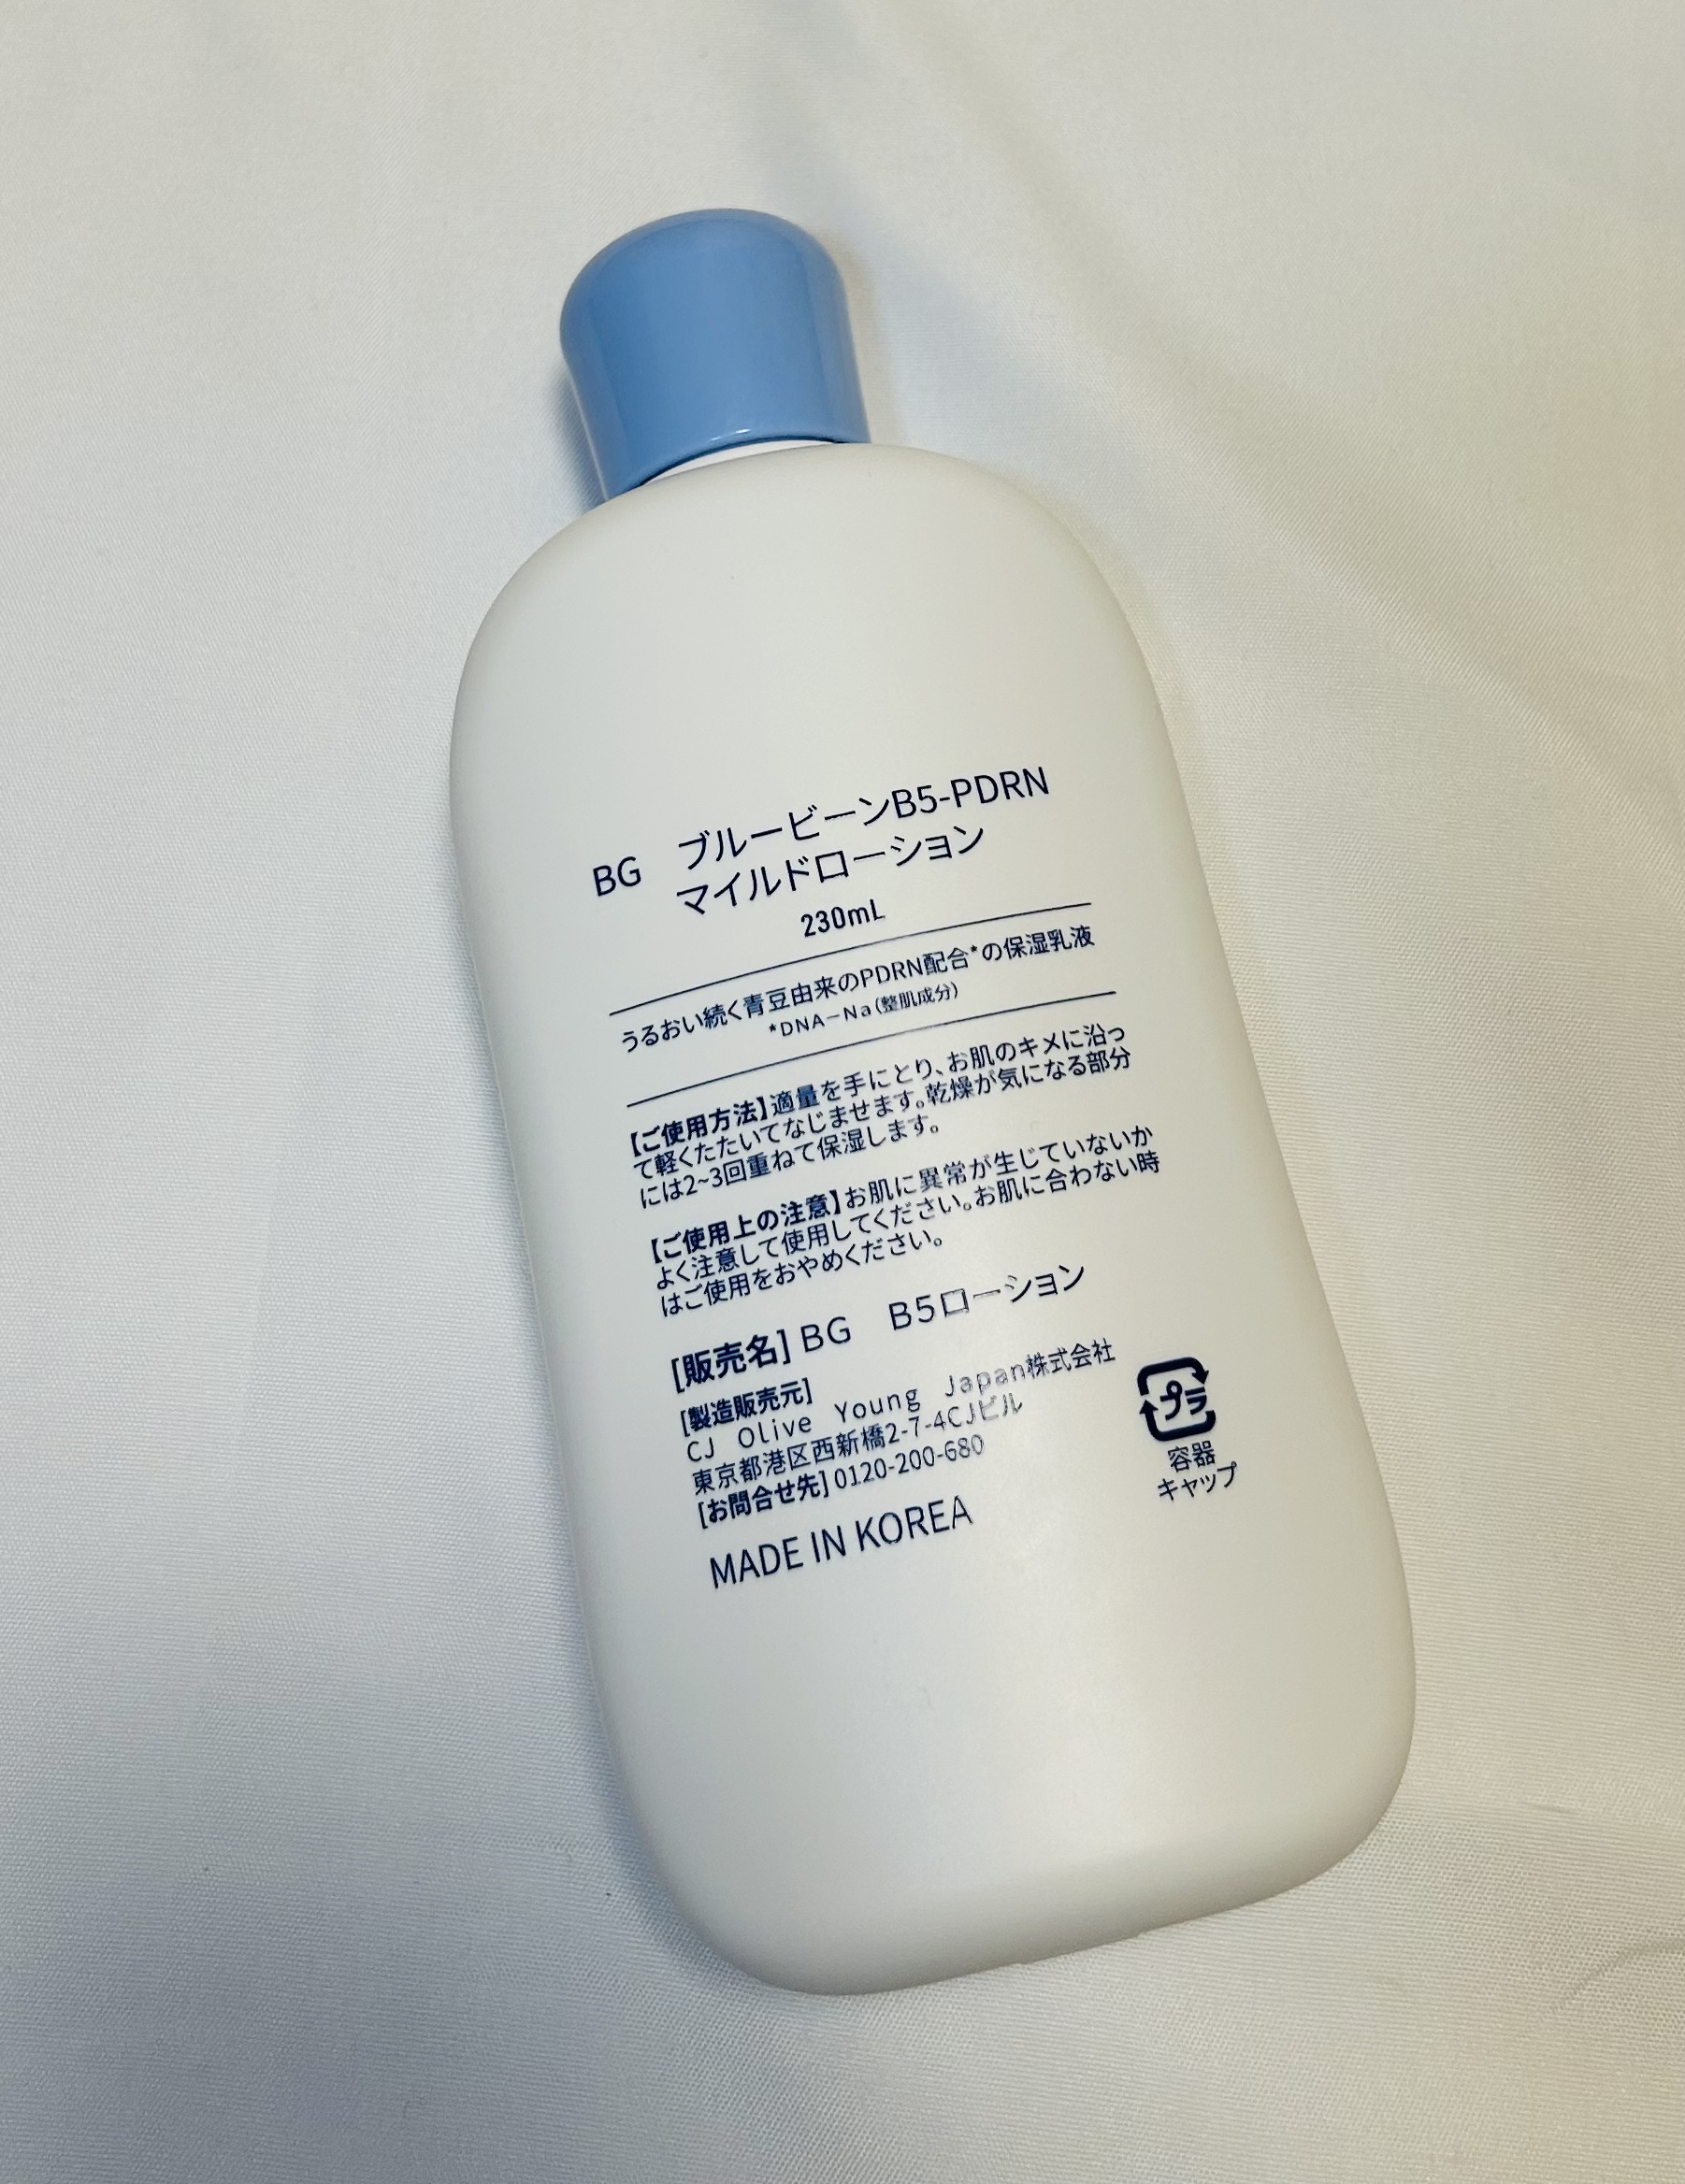 BG ブルービーンB5-PDRN
マイルドローション
230mL
うるおい続く青豆由来のPDRN配合*の保湿乳液
*DNA-Na(整肌成分)
【ご使用方法】適量を手にとり、お肌のキメに沿っ
て軽くたたいてなじませます。乾燥が気になる部分
には2~3回重ねて保湿します。
【ご使用上の注意】お肌に異常が生じていないか
よく注意して使用してください。お肌に合わない時
はご使用をおやめください。
[販売名] BG B5ローション
[製造販売元]
CJ Olive Young Japan株式会社
東京都港区西新橋2-7-4CJビル
[お問合せ先] 0120-200-680
MADE IN KOREA
プラ
容器
キャップ